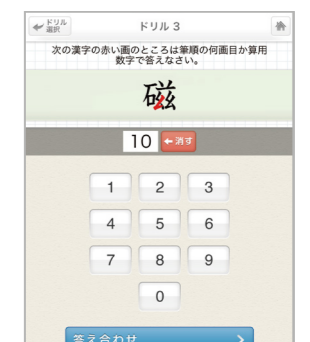 ドリル
選択
ドリル 3
次の漢字の赤い画のところは筆順の何画目か算用
数字で答えなさい。
磁
10
消す
1 2 3
4 5 6
7 8 9
0
答え合わせ